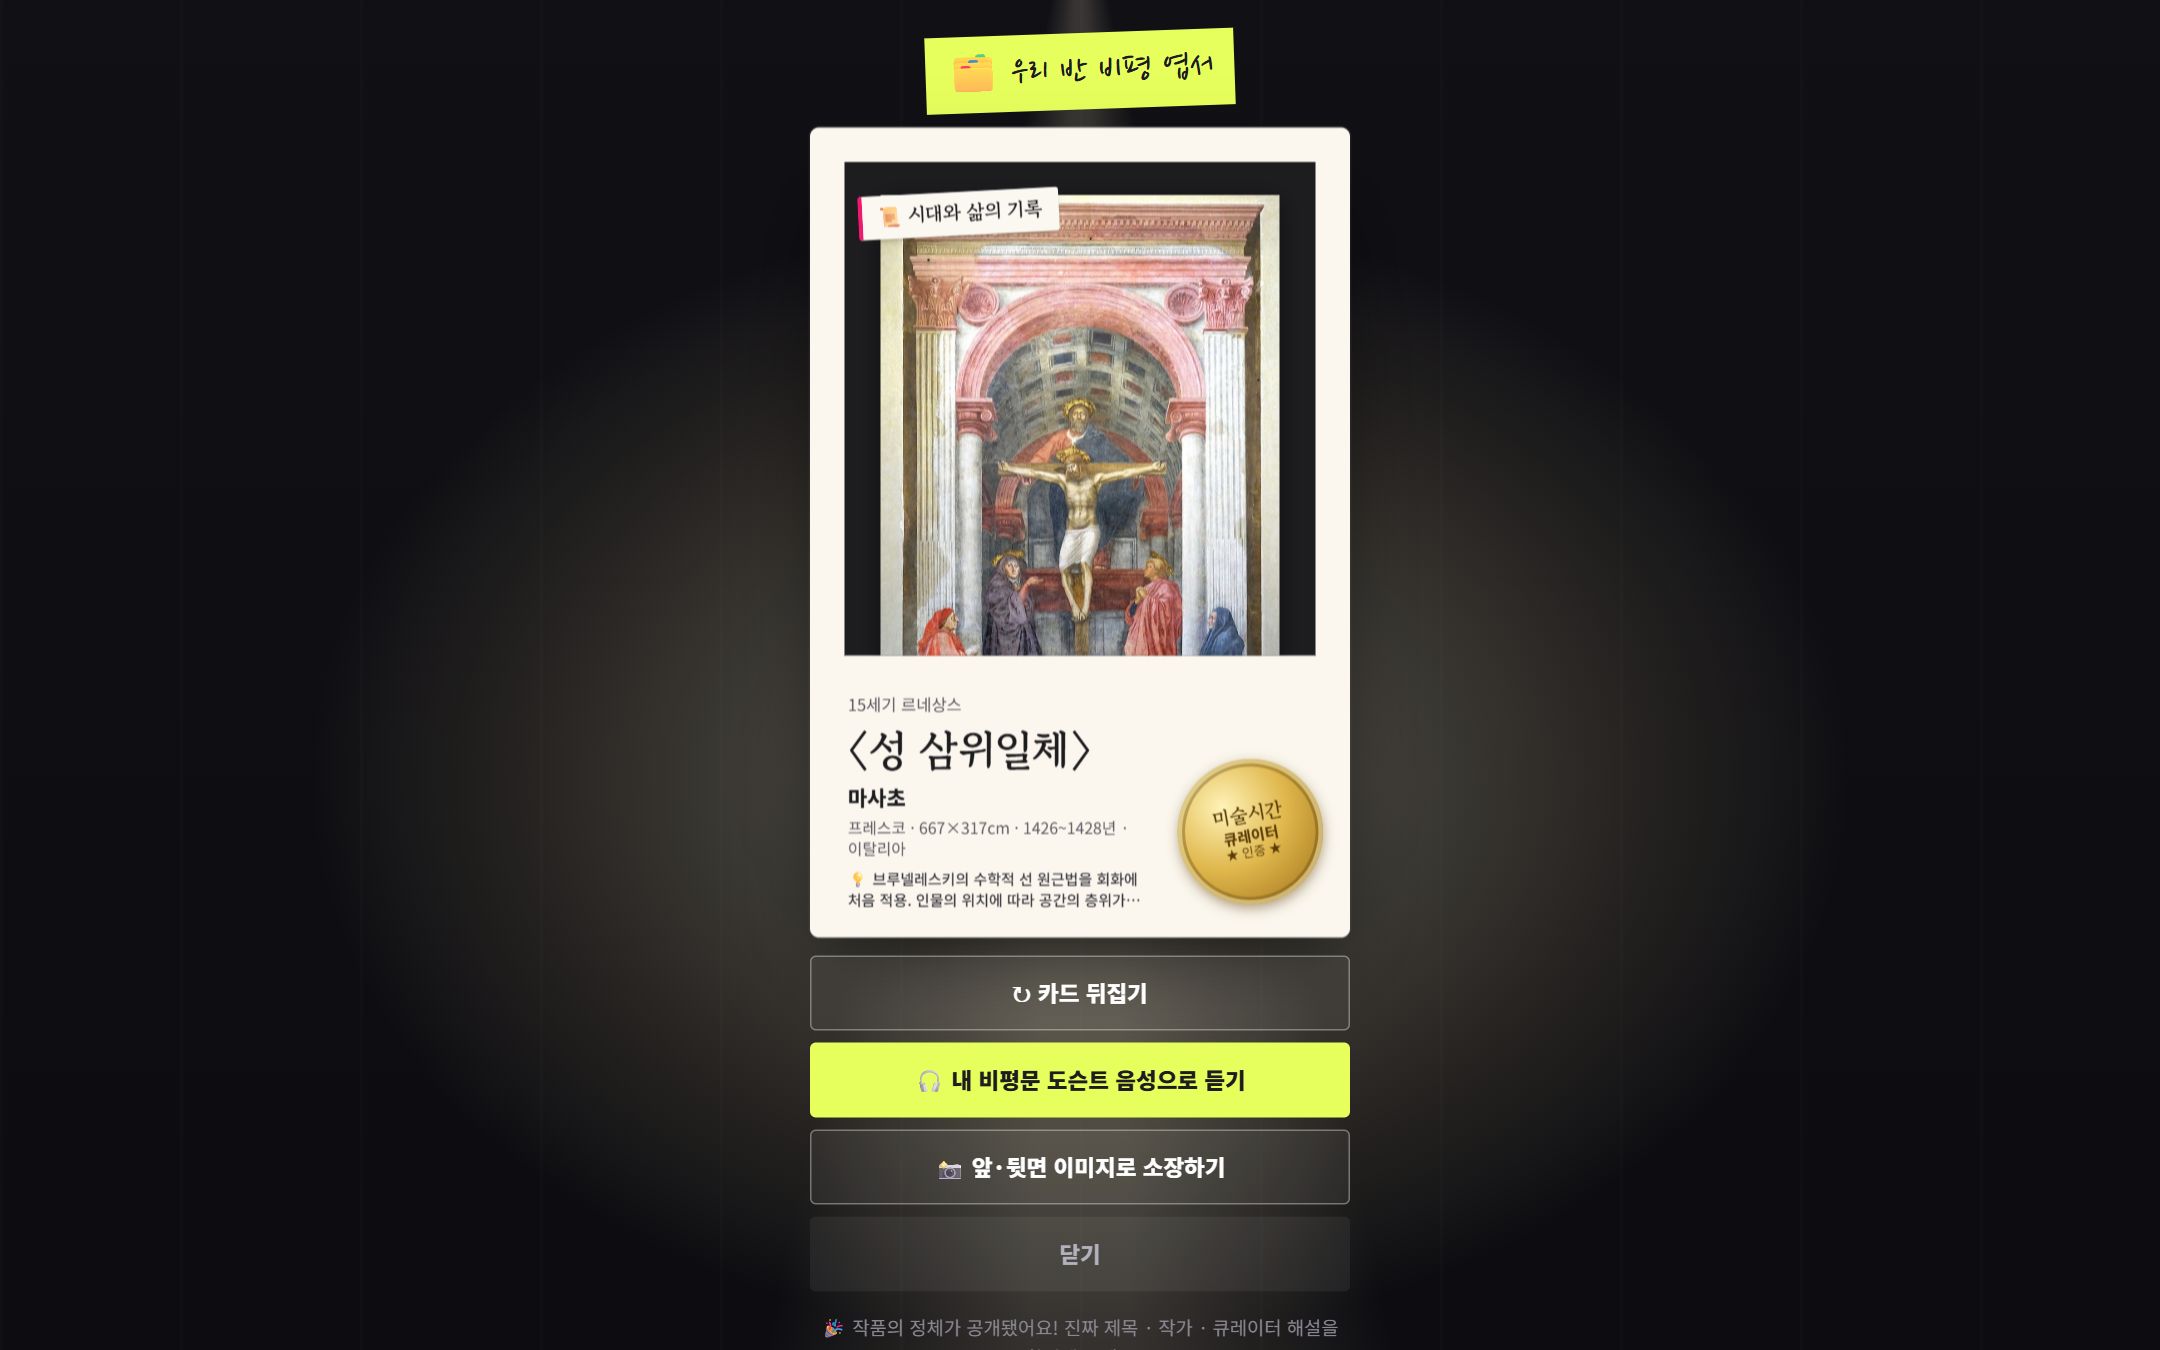 우리 반 비평 엽서
시대와 삶의 기록
15세기 르네상스
〈성 삼위일체〉
마사초
프레스코 · 667×317cm · 1426~1428년 ·
이탈리아
브루넬레스키의 수학적 선 원근법을 회화에
처음 적용. 인물의 위치에 따라 공간의 층위가…
미술시간
큐레이터
★ 인증 ★
↻ 카드 뒤집기
내 비평문 도슨트 음성으로 듣기
앞·뒷면 이미지로 소장하기
닫기
작품의 정체가 공개됐어요! 진짜 제목 · 작가 · 큐레이터 해설을